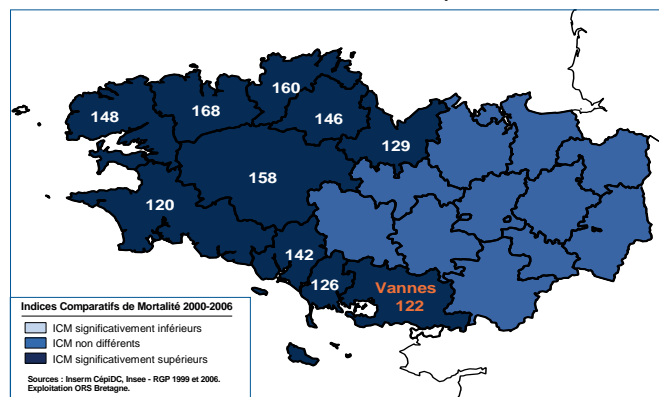 160
148
168
146
129
158
120
142
126
Vannes
122
Indices Comparatifs de Mortalité 2000-2006
ICM significativement inférieurs
ICM non différents
ICM significativement supérieurs
Sources : Inserm CépiDC, Insee - RGP 1999 et 2006.
Exploitation ORS Bretagne.